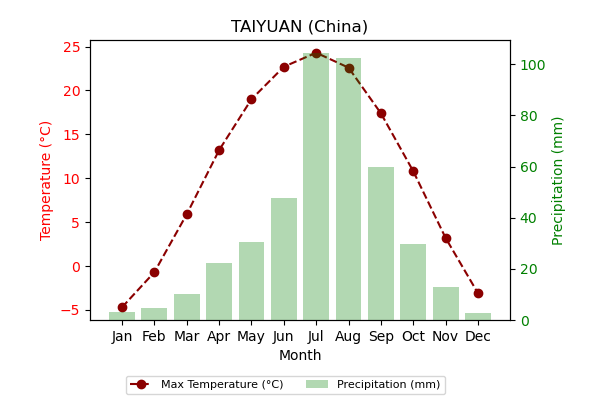 TAIYUAN (China)
25
20
15
10
5
0
−5
Temperature (°C)
100
80
60
40
20
0
Precipitation (mm)
Jan Feb Mar Apr May Jun Jul Aug Sep Oct Nov Dec
Month
Max Temperature (°C) Precipitation (mm)